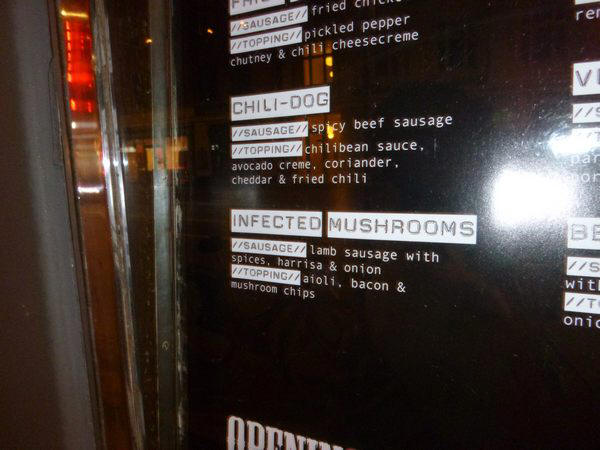 //SAUSAGE// fried
//TOPPING// pickled pepper
chutney & chili cheesecreme
CHILI-DOG
//SAUSAGE// spicy beef sausage
//TOPPING// chilibean sauce,
avocado creme, coriander,
cheddar & fried chili
INFECTED MUSHROOMS
//SAUSAGE// lamb sausage with
spices, harrisa & onion
//TOPPING// aioli, bacon &
mushroom chips